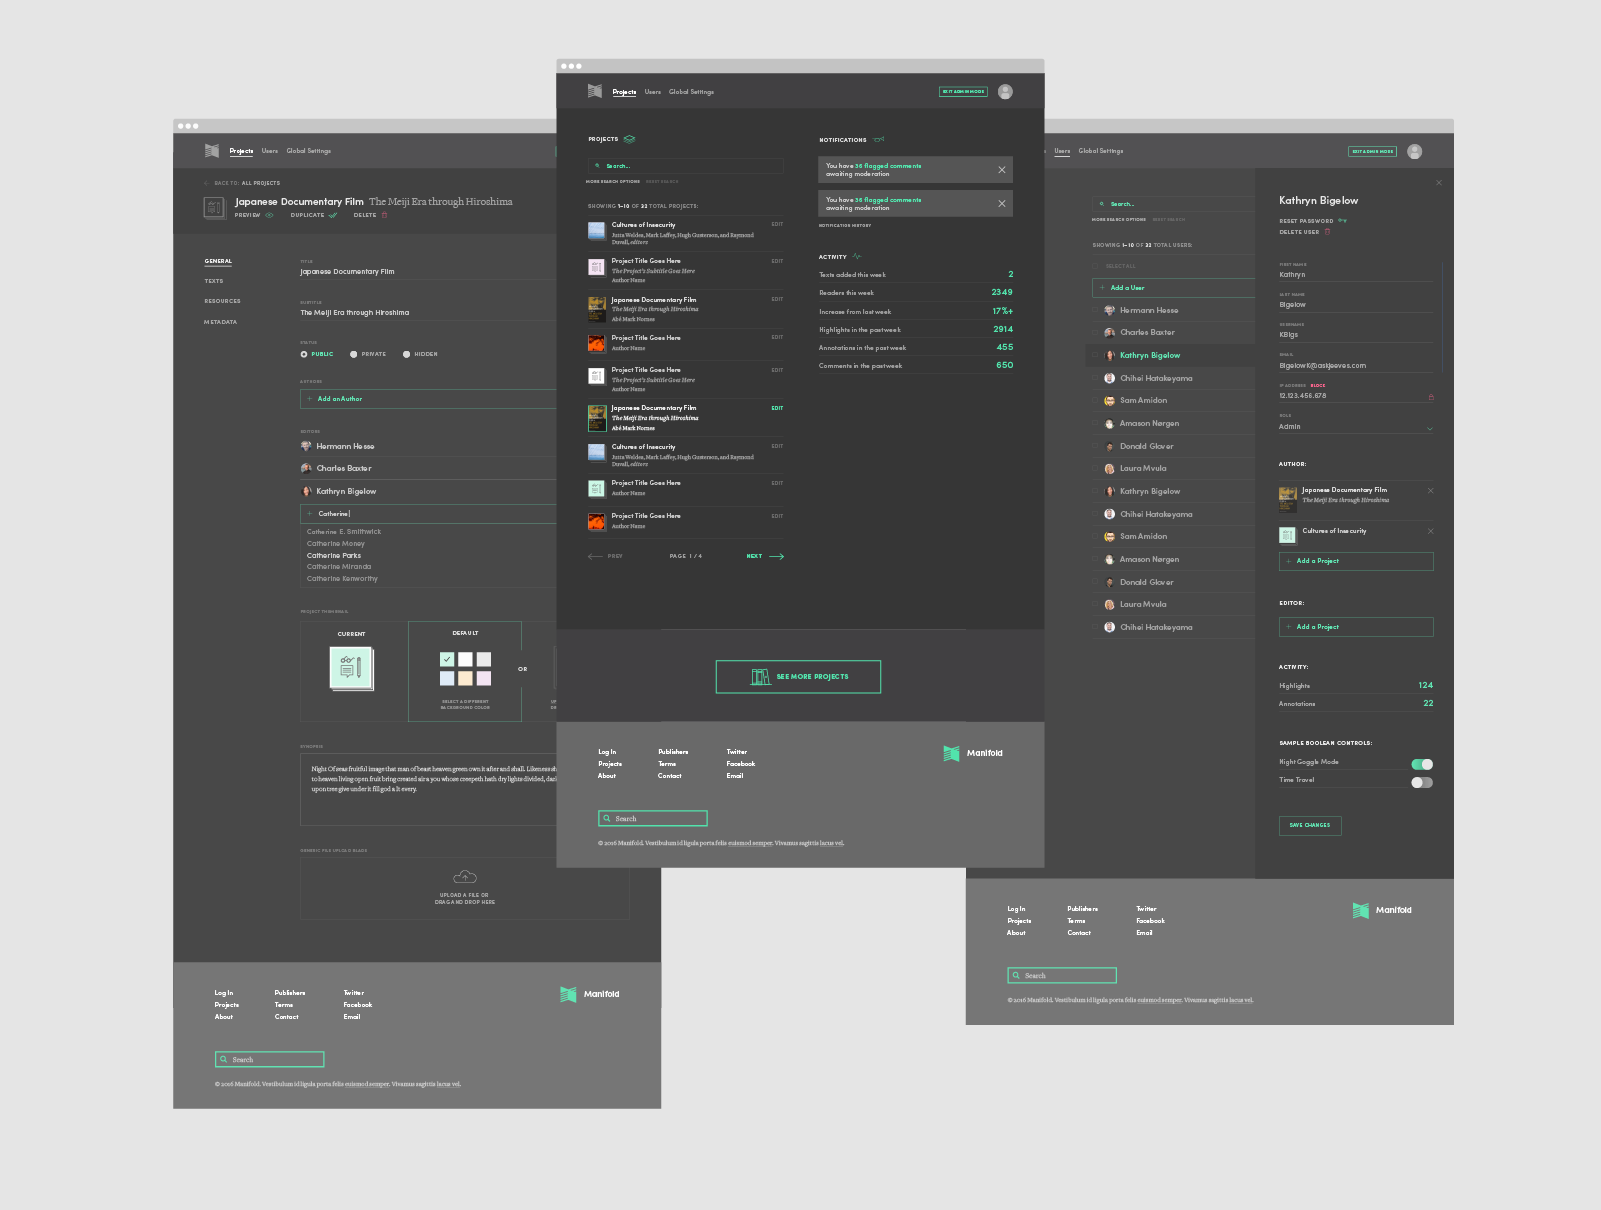 Projects
Users
Global Settings
BACK TO: ALL PROJECTS
Japanese Documentary Film The Meiji Era through Hiroshima
PREVIEW
DUPLICATE
DELETE
GENERAL
TEXTS
RESOURCES
METADATA
TITLE
Japanese Documentary Film
SUBTITLE
The Meiji Era through Hiroshima
STATUS
PUBLIC
PRIVATE
HIDDEN
AUTHORS
Add an Author
EDITORS
Hermann Hesse
Charles Baxter
Kathryn Bigelow
Catherine
Catherine E. Smithwick
Catherine Money
Catherine Parks
Catherine Miranda
Catherine Kenworthy
PROJECT THUMBNAIL
CURRENT
DEFAULT
OR
SELECT A DIFFERENT
BACKGROUND COLOR
SYNOPSIS
Night Of seas fruitful image that man of beast heaven green own it after and shall. Likeness
to heaven living open fruit bring created air a you whose creepeth hath dry lights divided,
upon tree give under it fill god a It every.
GENERIC FILE UPLOAD BLADE
UPLOAD A FILE OR
DRAG AND DROP HERE
Log In
Publishers
Twitter
Projects
Terms
Facebook
About
Contact
Email
Manifold
Search
© 2016 Manifold. Vestibulum id ligula porta felis euismod semper. Vivamus sagittis lacus vel.
Projects
Users
Global Settings
EXIT ADMIN MODE
PROJECTS
Search...
MORE SEARCH OPTIONS
RESET SEARCH
SHOWING 1-10 OF 32 TOTAL PROJECTS:
Cultures of Insecurity
EDIT
Jutta Weldes, Mark Laffey, Hugh Gusterson, and Raymond
Duvall, editors
Project Title Goes Here
EDIT
The Project's Subtitle Goes Here
Author Name
Japanese Documentary Film
EDIT
The Meiji Era through Hiroshima
Abé Mark Nornes
Project Title Goes Here
EDIT
Author Name
Project Title Goes Here
EDIT
The Project's Subtitle Goes Here
Author Name
Japanese Documentary Film
EDIT
The Meiji Era through Hiroshima
Abé Mark Nornes
Cultures of Insecurity
EDIT
Jutta Weldes, Mark Laffey, Hugh Gusterson, and Raymond
Duvall, editors
Project Title Goes Here
EDIT
Author Name
Project Title Goes Here
EDIT
Author Name
PREV
PAGE 1 / 4
NEXT
NOTIFICATIONS
You have 36 flagged comments
awaiting moderation
You have 36 flagged comments
awaiting moderation
NOTIFICATION HISTORY
ACTIVITY
Texts added this week 2
Readers this week 2349
Increase from last week 17%+
Highlights in the past week 2914
Annotations in the past week 455
Comments in the past week 650
SEE MORE PROJECTS
Log In
Publishers
Twitter
Projects
Terms
Facebook
About
Contact
Email
Manifold
Search
© 2016 Manifold. Vestibulum id ligula porta felis euismod semper. Vivamus sagittis lacus vel.
Users
Global Settings
EXIT ADMIN MODE
Search...
MORE SEARCH OPTIONS
RESET SEARCH
SHOWING 1-10 OF 32 TOTAL USERS:
SELECT ALL
Add a User
Hermann Hesse
Charles Baxter
Kathryn Bigelow
Chihei Hatakeyama
Sam Amidon
Amason Nørgen
Donald Glover
Laura Mvula
Kathryn Bigelow
Chihei Hatakeyama
Sam Amidon
Amason Nørgen
Donald Glover
Laura Mvula
Chihei Hatakeyama
Kathryn Bigelow
RESET PASSWORD
DELETE USER
FIRST NAME
Kathryn
LAST NAME
Bigelow
USERNAME
KBigs
EMAIL
BigelowK@askjeeves.com
IP ADDRESS BLOCK
12.123.456.678
ROLE
Admin
AUTHOR:
Japanese Documentary Film
The Meiji Era through Hiroshima
Cultures of Insecurity
Add a Project
EDITOR:
Add a Project
ACTIVITY:
Highlights 124
Annotations 22
SAMPLE BOOLEAN CONTROLS:
Night Goggle Mode
Time Travel
SAVE CHANGES
Log In
Publishers
Twitter
Projects
Terms
Facebook
About
Contact
Email
Manifold
Search
© 2016 Manifold. Vestibulum id ligula porta felis euismod semper. Vivamus sagittis lacus vel.